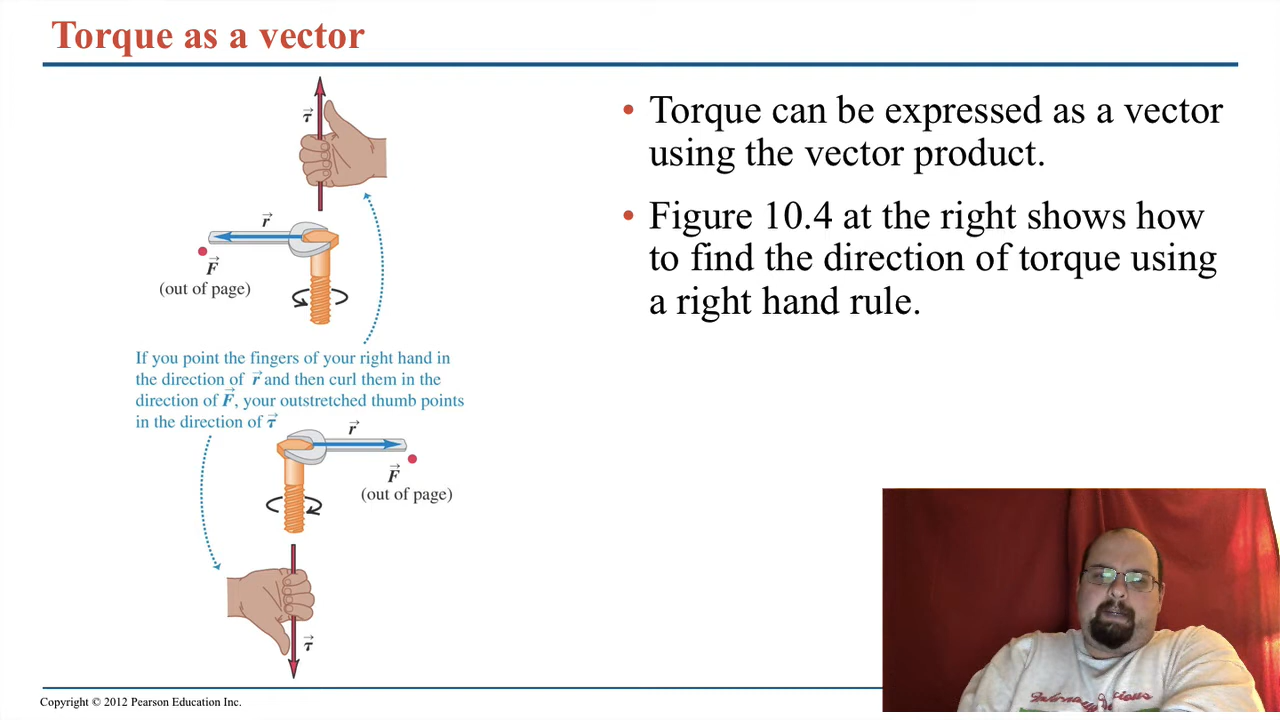 Torque as a vector
• Torque can be expressed as a vector
using the vector product.
• Figure 10.4 at the right shows how
to find the direction of torque using
a right hand rule.
τ⃗
r⃗
F⃗
(out of page)
If you point the fingers of your right hand in
the direction of r⃗ and then curl them in the
direction of F⃗, your outstretched thumb points
in the direction of τ⃗
r⃗
F⃗
(out of page)
τ⃗
Copyright © 2012 Pearson Education Inc.